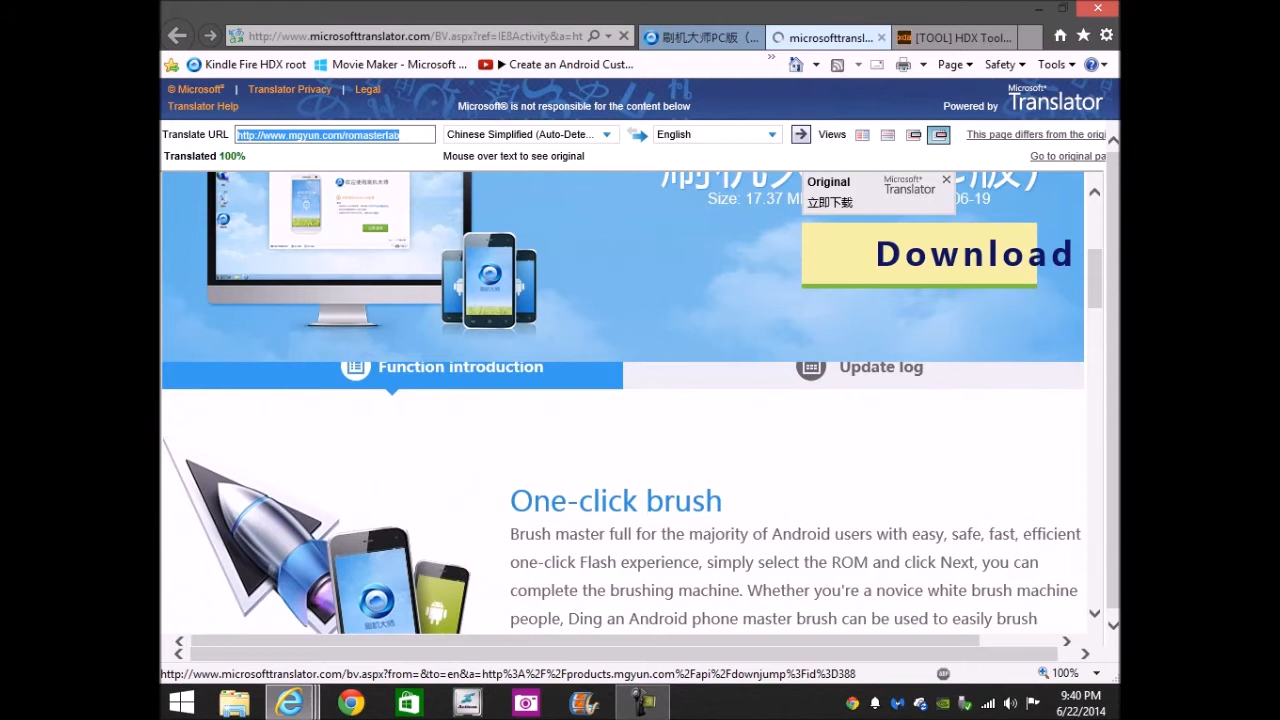 http://www.microsofttranslator.com/BV.aspx?ref=IE8Activity&a=ht
刷机大师PC版（...
microsofttransl...
[TOOL] HDX Tool...
Kindle Fire HDX root
Movie Maker - Microsoft ...
▶ Create an Android Cust...
Page
Safety
Tools
© Microsoft®
|
Translator Privacy
|
Legal
Translator Help
Microsoft® is not responsible for the content below
Powered by
Microsoft®
Translator
Translate URL
http://www.mgyun.com/romasterlab
Chinese Simplified (Auto-Dete...
English
Views
This page differs from the orig
Translated 100%
Mouse over text to see original
Go to original pa
Original
Microsoft®
Translator
立即下载
Size: 17.37 M
06-19
Download
刷机大师
Function introduction
Update log
One-click brush
Brush master full for the majority of Android users with easy, safe, fast, efficient
one-click Flash experience, simply select the ROM and click Next, you can
complete the brushing machine. Whether you're a novice white brush machine
people, Ding an Android phone master brush can be used to easily brush
刷机大师
http://www.microsofttranslator.com/bv.aspx?from=&to=en&a=http%3A%2F%2Fproducts.mgyun.com%2Fapi%2Fdownjump%3Fid%3D388
100%
9:40 PM
6/22/2014